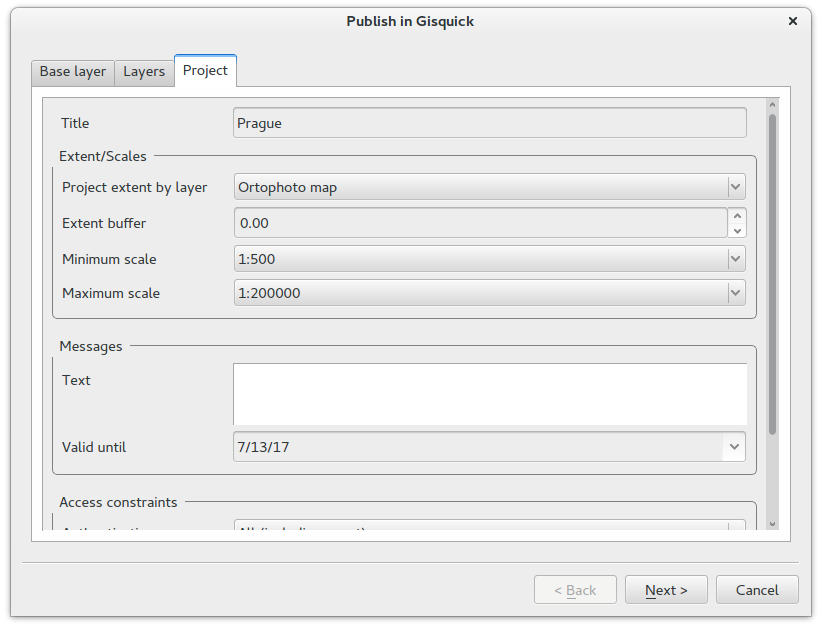 Publish in Gisquick
Base layer Layers Project
Title Prague
Extent/Scales
Project extent by layer Ortophoto map
Extent buffer 0.00
Minimum scale 1:500
Maximum scale 1:200000
Messages
Text
Valid until 7/13/17
Access constraints
< Back Next > Cancel